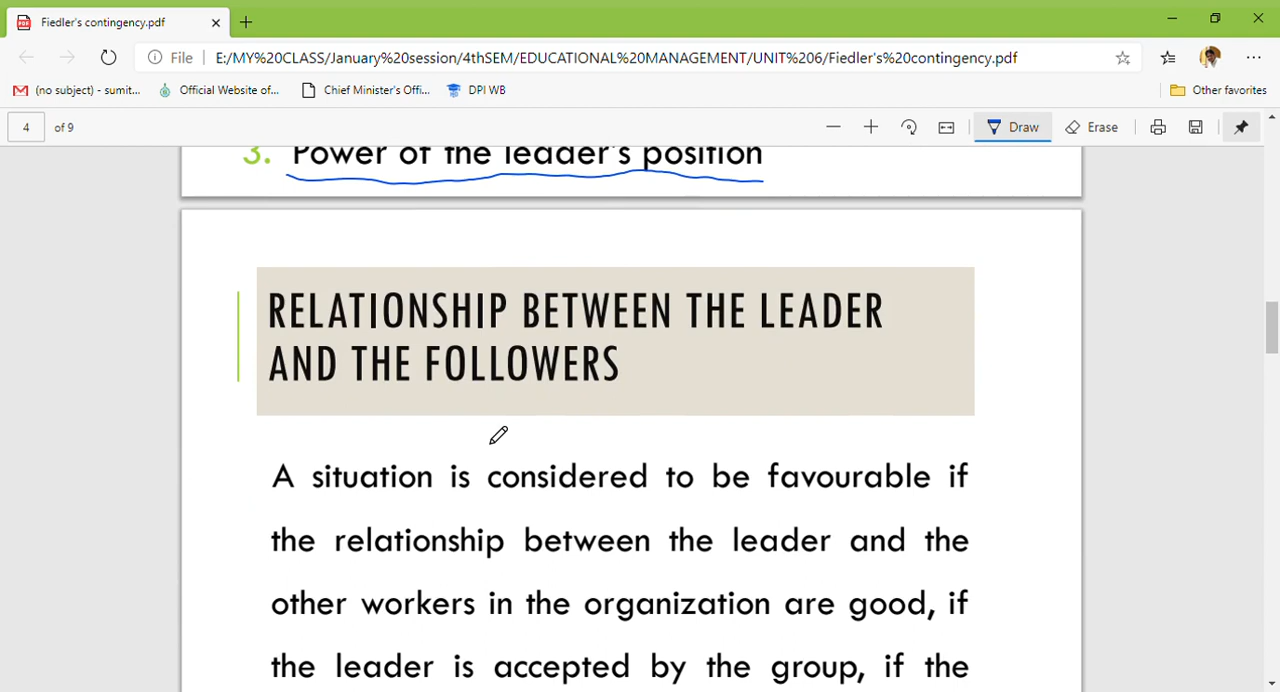 Fiedler's contingency.pdf
File E:/MY%20CLASS/January%20session/4thSEM/EDUCATIONAL%20MANAGEMENT/UNIT%206/Fiedler's%20contingency.pdf
(no subject) - sumit... Official Website of... Chief Minister's Offi... DPI WB Other favorites
4 of 9 Draw Erase
3. Power of the leader's position
RELATIONSHIP BETWEEN THE LEADER
AND THE FOLLOWERS
A situation is considered to be favourable if
the relationship between the leader and the
other workers in the organization are good, if
the leader is accepted by the group, if the